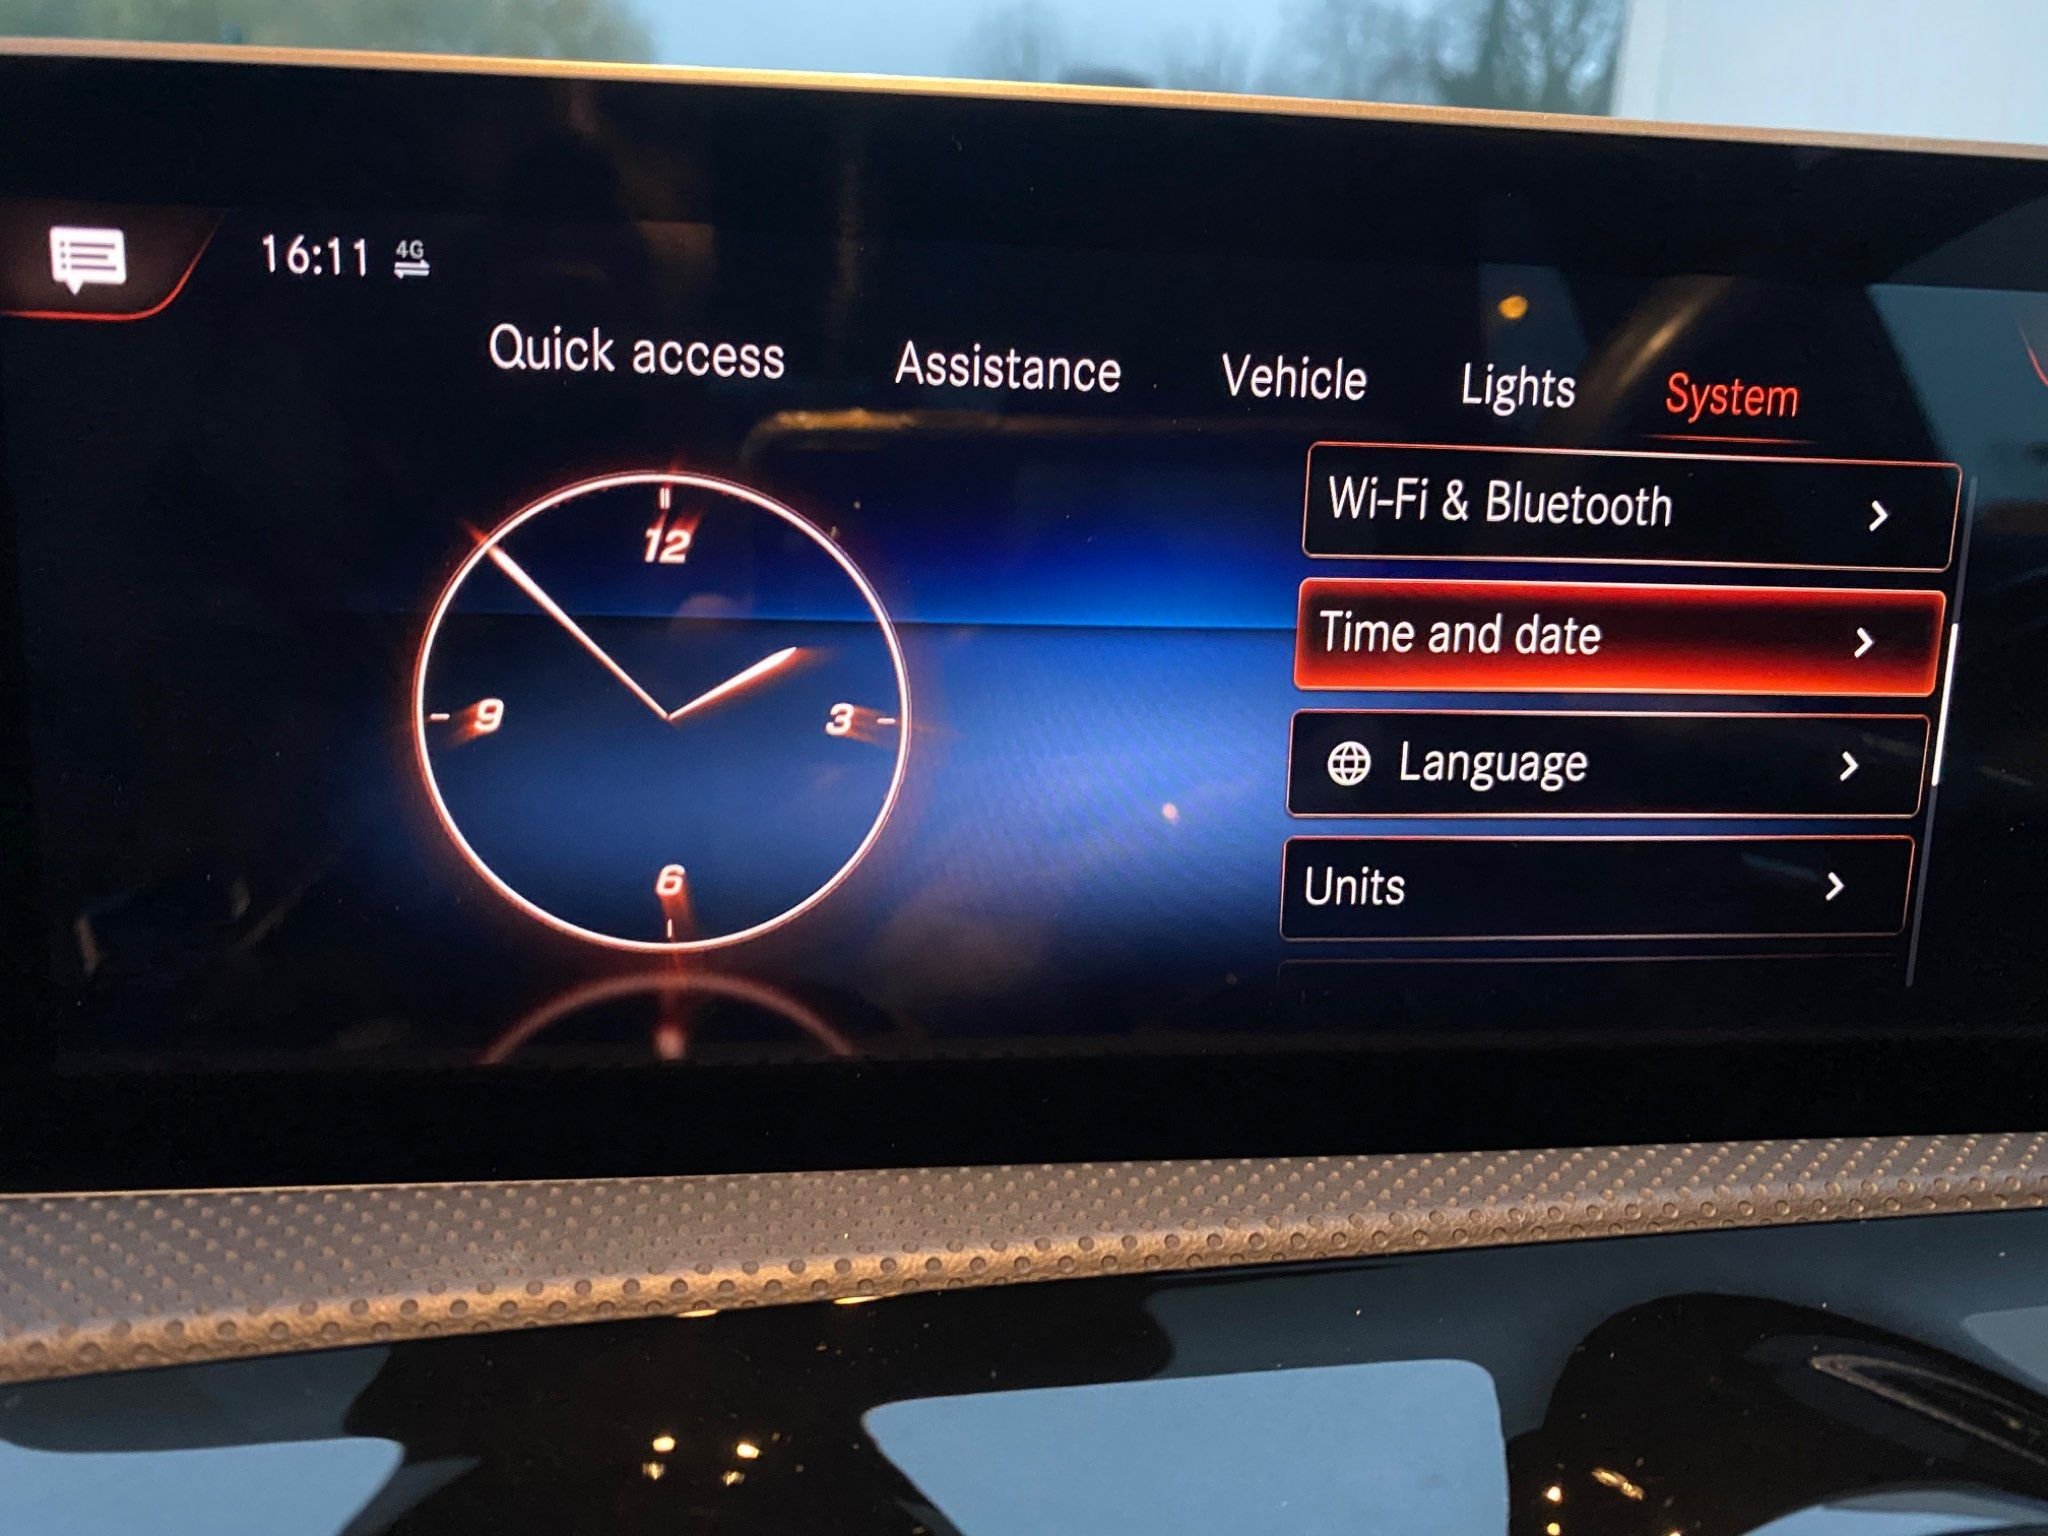 16:11 4G
Quick access Assistance Vehicle Lights System
12
9 3
6
Wi-Fi & Bluetooth
Time and date
Language
Units